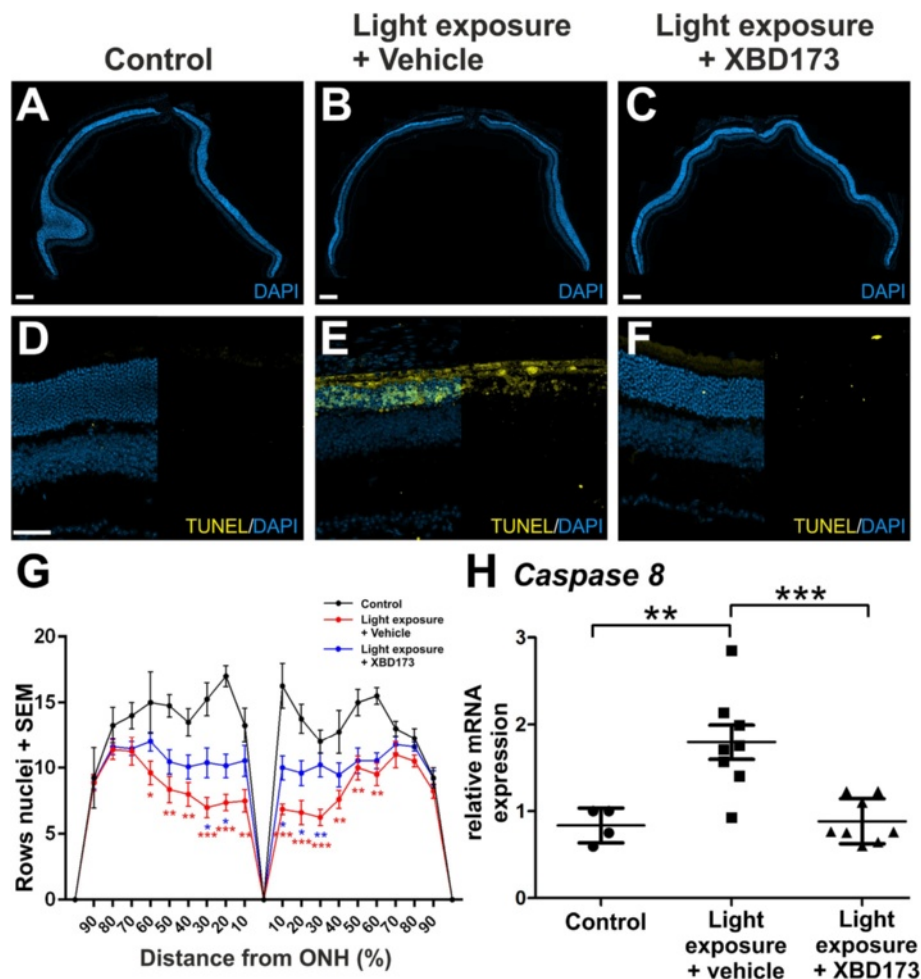 Control
Light exposure
+ Vehicle
Light exposure
+ XBD173
A
DAPI
B
DAPI
C
DAPI
D
TUNEL/DAPI
E
TUNEL/DAPI
F
TUNEL/DAPI
G
Control
Light exposure
+ Vehicle
Light exposure
+ XBD173
Rows nuclei + SEM
20
15
10
5
0
* ** ** *** *** **
* *
*** *** *** ** ** **
* * **
90 80 70 60 50 40 30 20 10 10 20 30 40 50 60 70 80 90
Distance from ONH (%)
H Caspase 8
** ***
relative mRNA
expression
3
2
1
0
Control
Light
exposure
+ vehicle
Light
exposure
+ XBD173